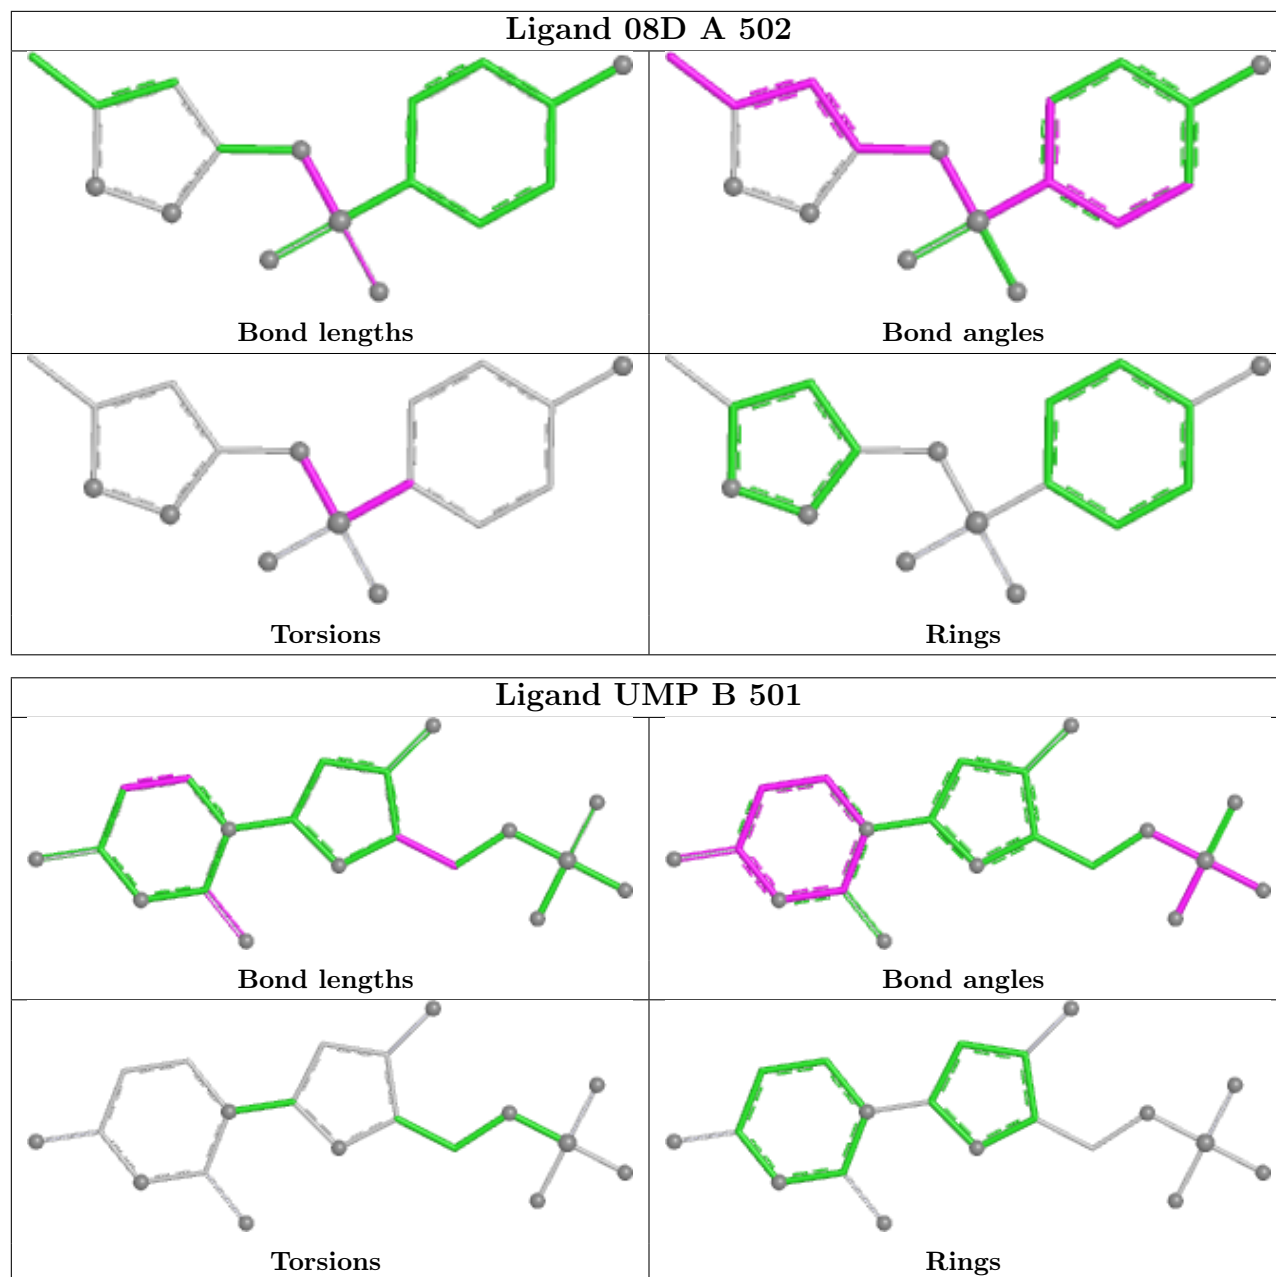 Ligand 08D A 502
Bond lengths
Bond angles
Torsions
Rings
Ligand UMP B 501
Bond lengths
Bond angles
Torsions
Rings